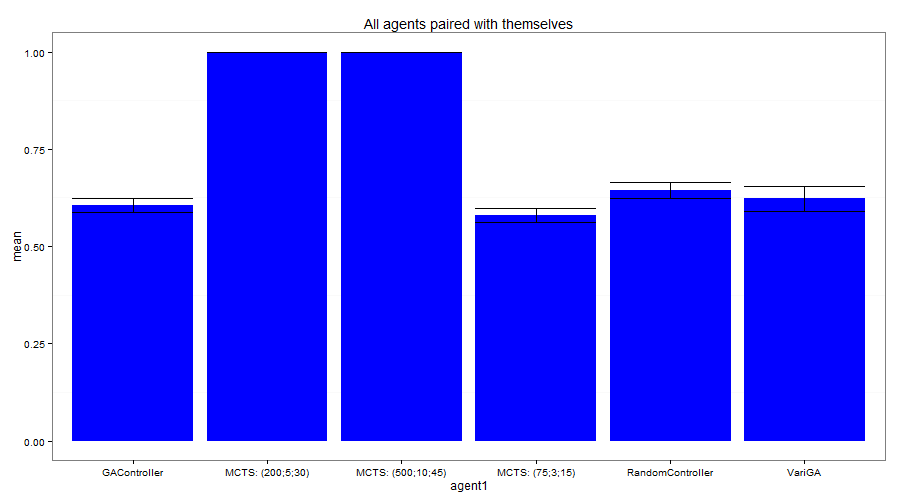 All agents paired with themselves
mean
1.00
0.75
0.50
0.25
0.00
GAController
MCTS: (200;5;30)
MCTS: (500;10;45)
MCTS: (75;3;15)
RandomController
VariGA
agent1